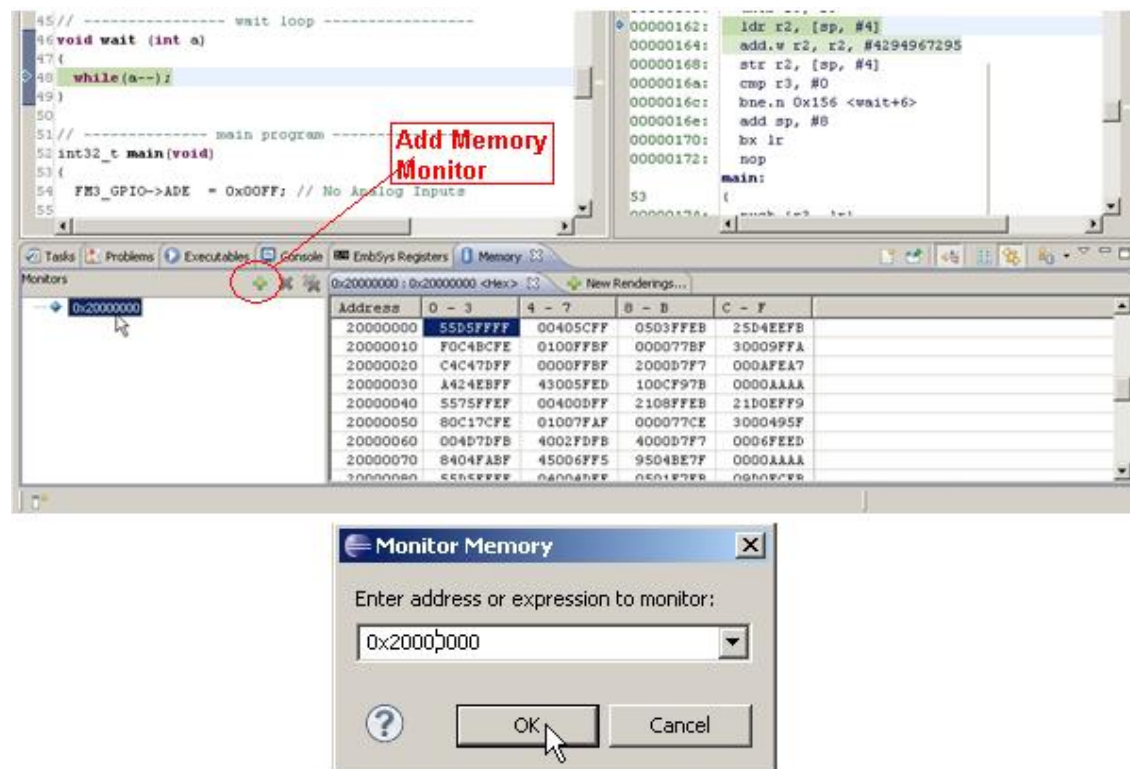 45// ---------------- wait loop -----------------
46void wait (int a)
47{
48 while(a--);
49}
50
51// -------------- main program
52int32_t main(void)
53{
54 FM3_GPIO->ADE = 0x00FF; // No Analog Inputs
55
Add Memory
Monitor
00000162: ldr r2, [sp, #4]
00000164: add.w r2, r2, #4294967295
00000168: str r2, [sp, #4]
0000016a: cmp r3, #0
0000016c: bne.n 0x156 <wait+6>
0000016e: add sp, #8
00000170: bx lr
00000172: nop
main:
53 {
Tasks Problems Executables Console EmbSys Registers Memory
Monitors
0x20000000
0x20000000 : 0x20000000 <Hex> New Renderings...
Address 0 - 3 4 - 7 8 - B C - F
20000000 55D5FFFF 00405CFF 0503FFEB 25D4EEFB
20000010 F0C4BCFE 0100FFBF 000077BF 30009FFA
20000020 C4C47DFF 0000FFBF 2000D7F7 000AFEA7
20000030 A424EBFF 43005FED 100CF97B 0000AAAA
20000040 5575FFEF 00400DFF 2108FFEB 21D0EFF9
20000050 80C17CFE 01007FAF 000077CE 3000495F
20000060 004D7DFB 4002FDFB 4000D7F7 0006FEED
20000070 8404FABF 45006FF5 9504BE7F 0000AAAA
Monitor Memory
Enter address or expression to monitor:
0x20000000
OK Cancel